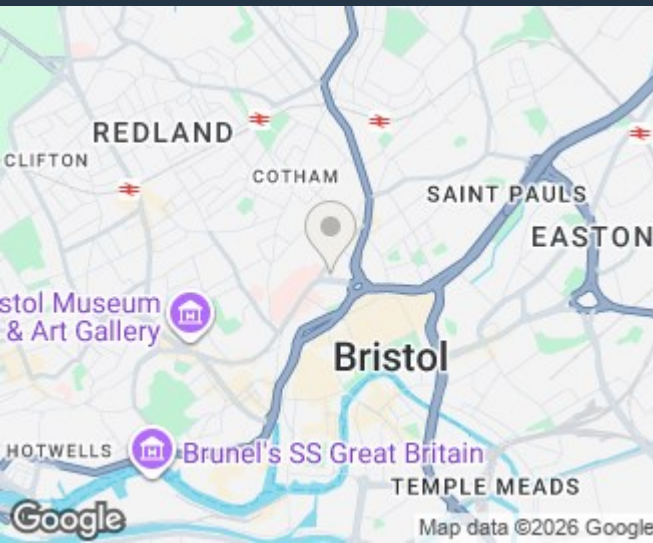 REDLAND
CLIFTON
COTHAM
SAINT PAULS
EASTON
stol Museum
& Art Gallery
Bristol
HOTWELLS
Brunel's SS Great Britain
TEMPLE MEADS
Google
Map data ©2026 Google